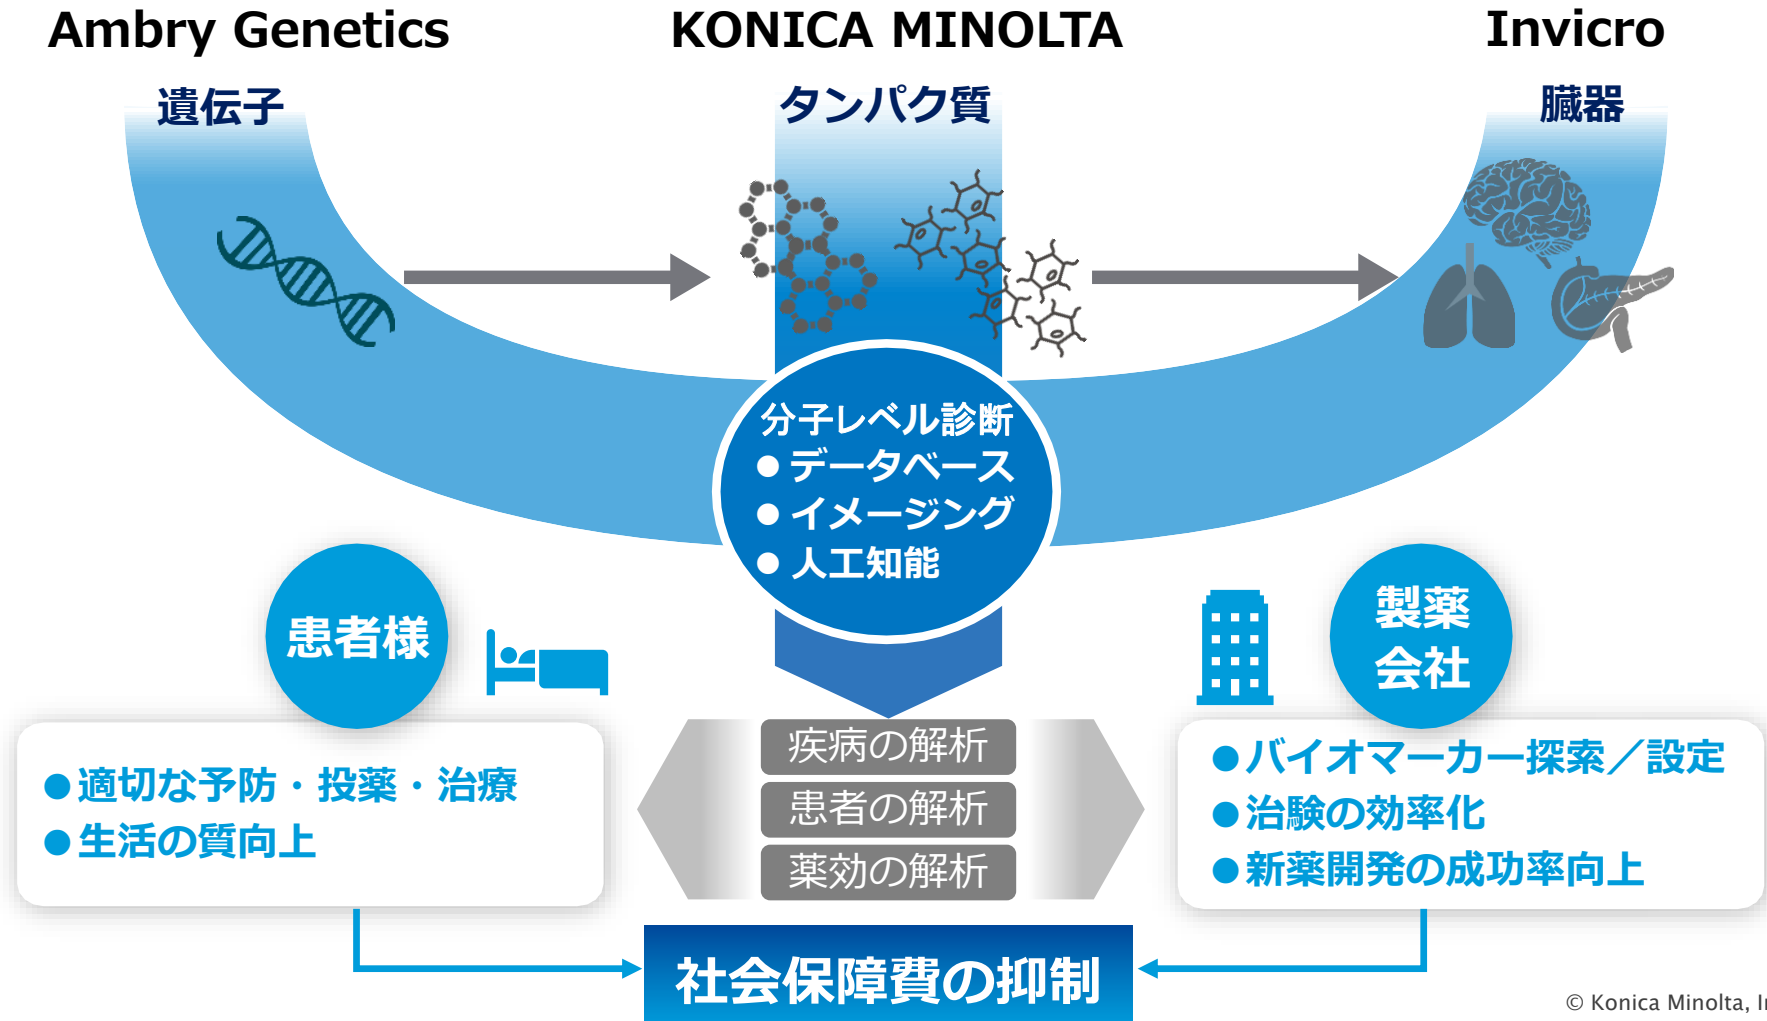 Ambry Genetics
KONICA MINOLTA
Invicro
遺伝子
タンパク質
臓器
分子レベル診断
● データベース
● イメージング
● 人工知能
患者様
●適切な予防・投薬・治療
●生活の質向上
疾病の解析
患者の解析
薬効の解析
製薬
会社
●バイオマーカー探索／設定
●治験の効率化
●新薬開発の成功率向上
社会保障費の抑制
© Konica Minolta,